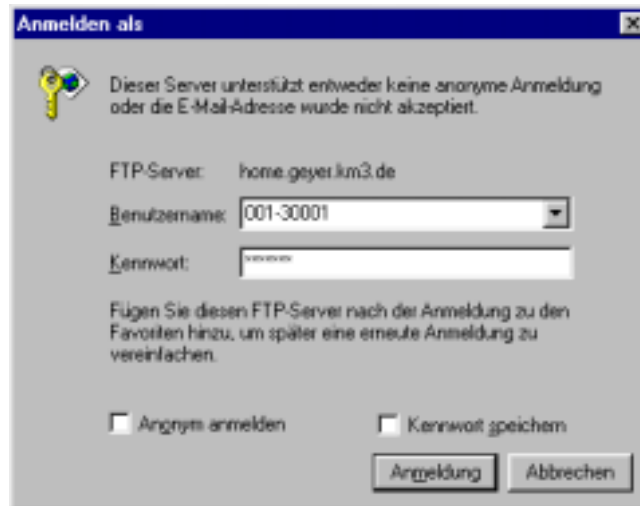 Anmelden als
Dieser Server unterstützt entweder keine anonyme Anmeldung
oder die E-Mail-Adresse wurde nicht akzeptiert.
FTP-Server: home.geyer.km3.de
Benutzername: 001-30001
Kennwort: *****
Fügen Sie diesen FTP-Server nach der Anmeldung zu den
Favoriten hinzu, um später eine erneute Anmeldung zu
vereinfachen.
Anonym anmelden Kennwort speichern
Anmeldung Abbrechen